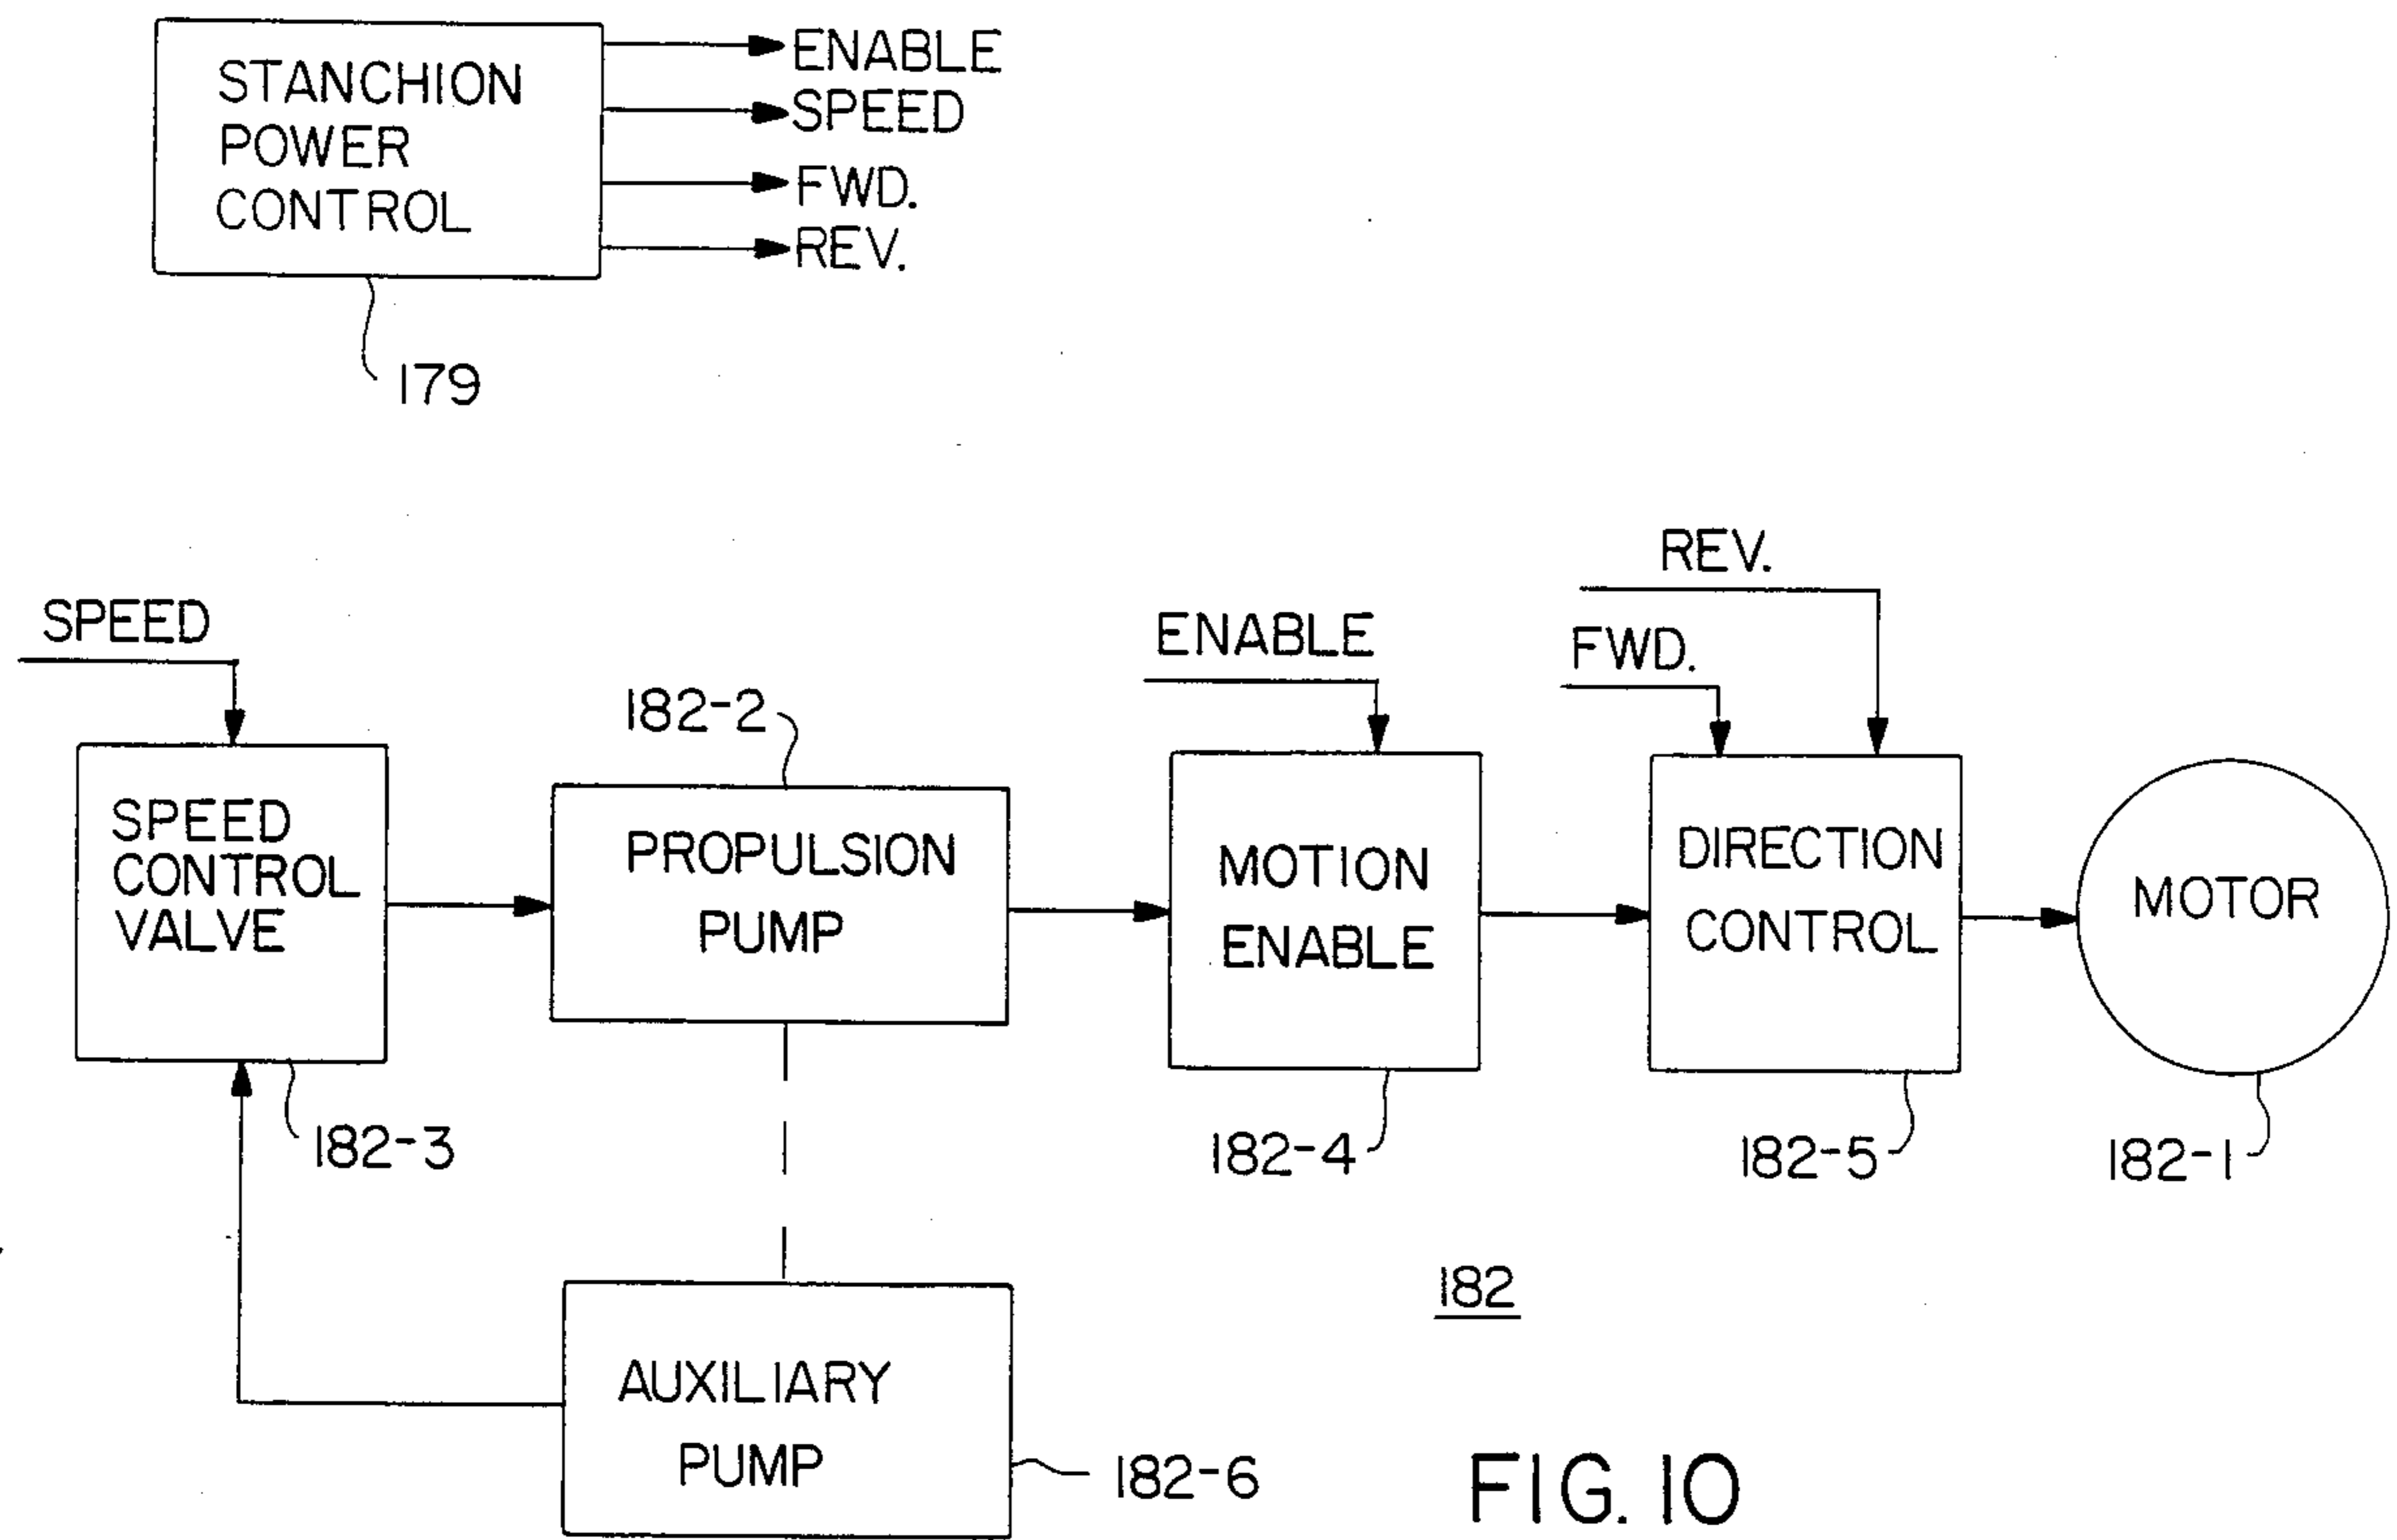 STANCHION
POWER
CONTROL
ENABLE
SPEED
FWD.
REV.
179
SPEED
182-2
ENABLE
REV.
FWD.
SPEED
CONTROL
VALVE
PROPULSION
PUMP
MOTION
ENABLE
DIRECTION
CONTROL
MOTOR
182-3
182-4
182-5
182-1
182
AUXILIARY
PUMP
182-6
FIG. 10